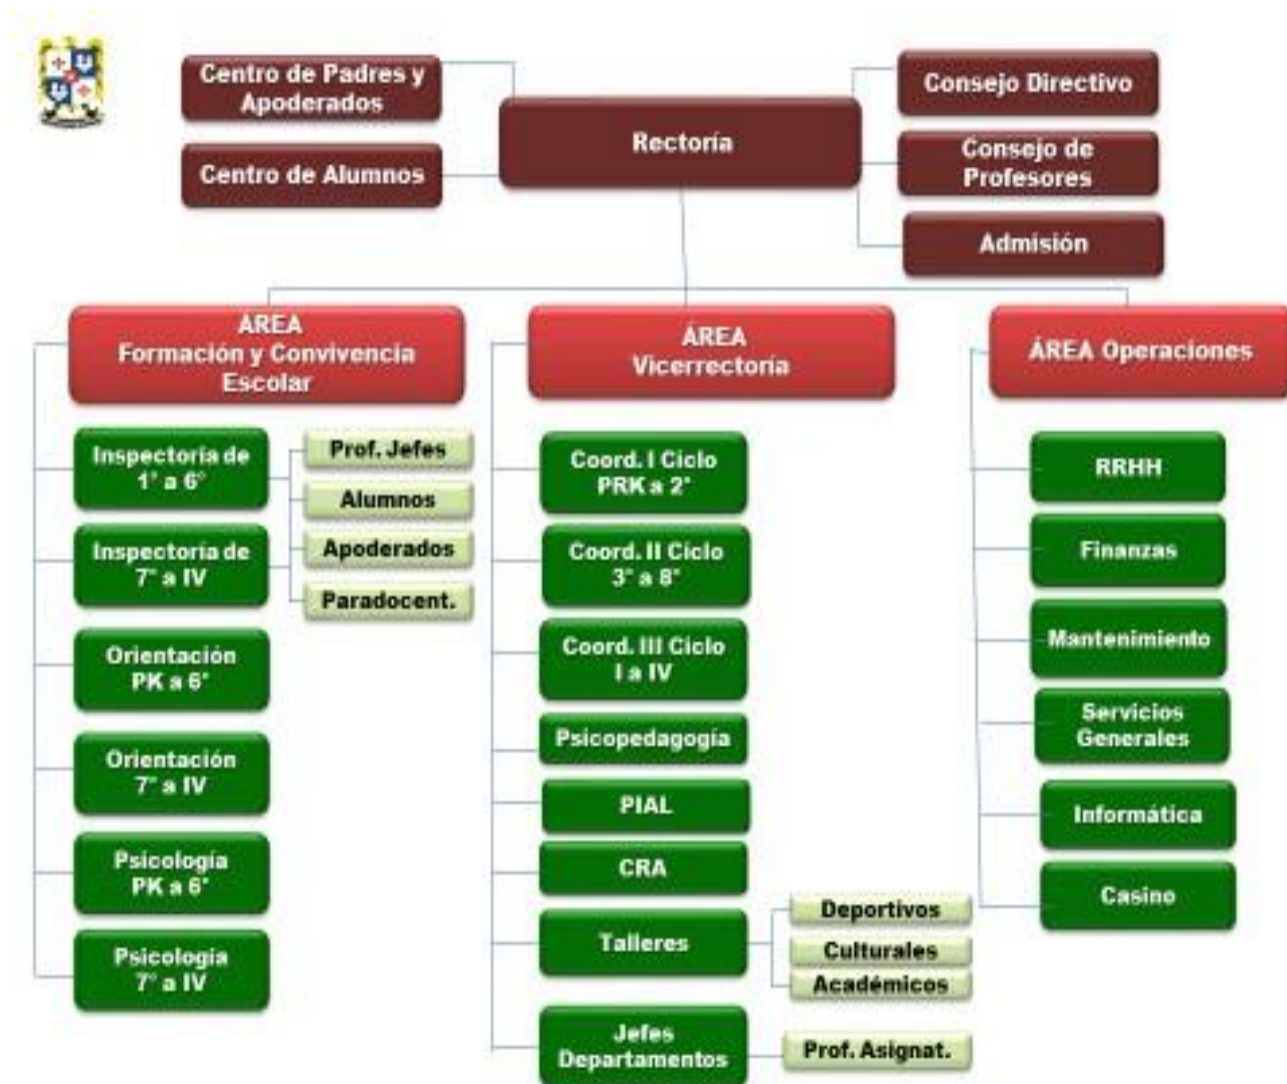 Centro de Padres y
Apoderados
Centro de Alumnos
Rectoría
Consejo Directivo
Consejo de
Profesores
Admisión
ÁREA
Formación y Convivencia
Escolar
Inspectoría de
1° a 6°
Inspectoría de
7° a IV
Prof. Jefes
Alumnos
Apoderados
Paradocent.
Orientación
PK a 6°
Orientación
7° a IV
Psicología
PK a 6°
Psicología
7° a IV
ÁREA
Vicerrectoría
Coord. I Ciclo
PRK a 2°
Coord. II Ciclo
3° a 8°
Coord. III Ciclo
I a IV
Psicopedagogía
PIAL
CRA
Talleres
Deportivos
Culturales
Académicos
Jefes
Departamentos
Prof. Asignat.
ÁREA Operaciones
RRHH
Finanzas
Mantenimiento
Servicios
Generales
Informática
Casino